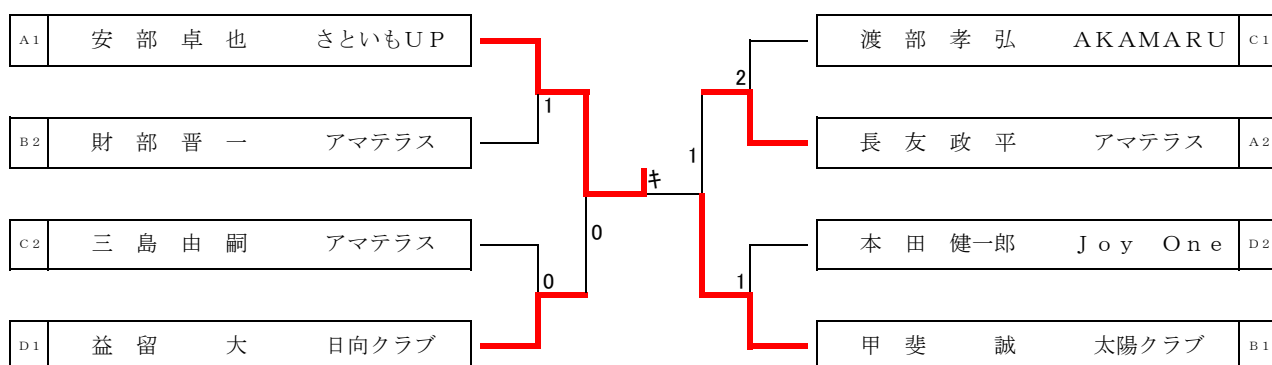 A1 安部卓也 さといもUP 渡部孝弘 AKAMARU C1
1 2
B2 財部晋一 アマテラス 長友政平 アマテラス A2
1
キ
C2 三島由嗣 アマテラス 本田健一郎 Joy One D2
0
0 1
D1 益留 大 日向クラブ 甲斐 誠 太陽クラブ B1